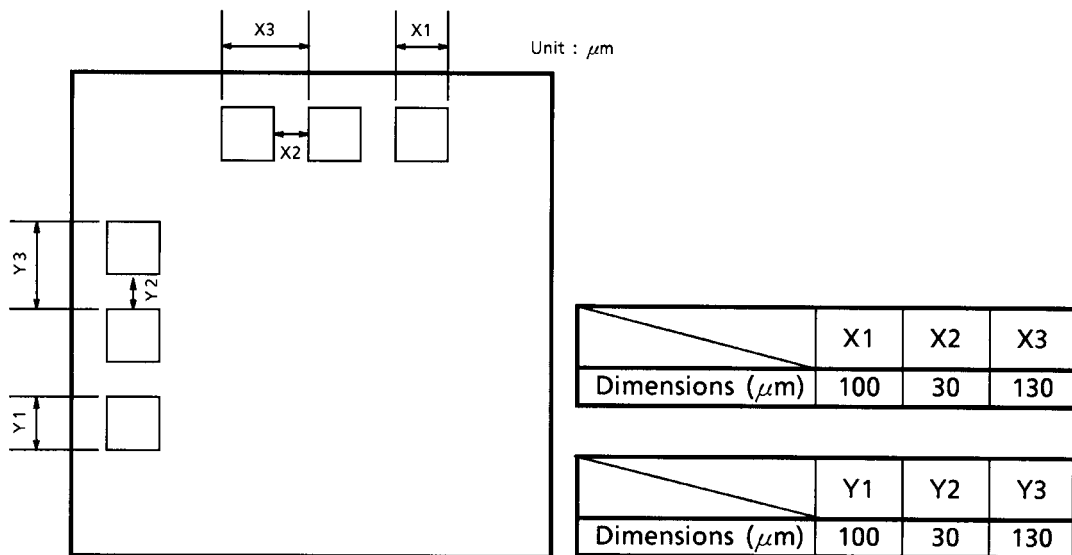 X3
X1
Unit : μm
X2
Y3
Y2
Y1
X1 X2 X3
Dimensions (μm) 100 30 130
Y1 Y2 Y3
Dimensions (μm) 100 30 130